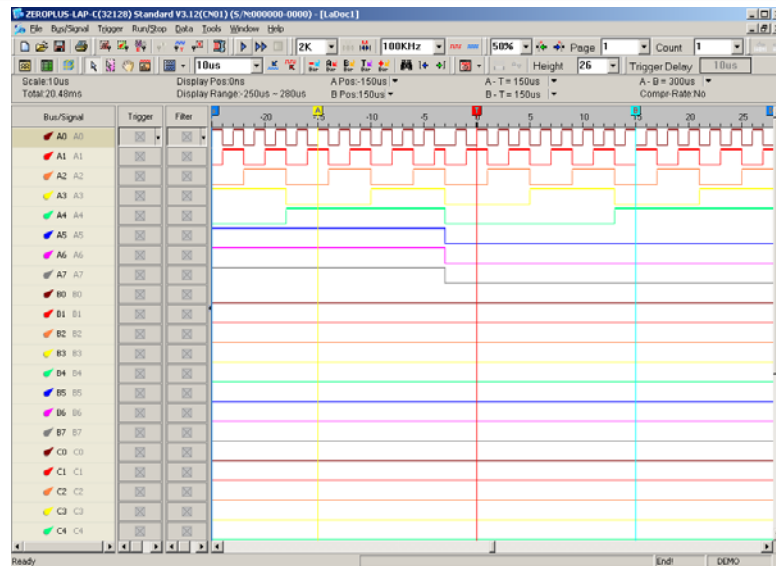 ZEROPLUS-LAP-C(32128) Standard V3.12(CN01) (S/N:000000-0000) - [LaDoc1]
File Bus/Signal Trigger Run/Stop Data Tools Window Help
2K 100KHz 50% Page 1 Count 1
10us Height 26 Trigger Delay 10us
Scale:10us Display Pos:0ns A Pos:-150us A - T = 150us A - B = 300us
Total:20.48ms Display Range:-250us ~ 280us B Pos:150us B - T = 150us Compr-Rate:No
Bus/Signal Trigger Filter -20 -15 -10 -5 0 5 10 15 20 25
A T B
A0 A0
A1 A1
A2 A2
A3 A3
A4 A4
A5 A5
A6 A6
A7 A7
B0 B0
B1 B1
B2 B2
B3 B3
B4 B4
B5 B5
B6 B6
B7 B7
C0 C0
C1 C1
C2 C2
C3 C3
C4 C4
Ready End! DEMO